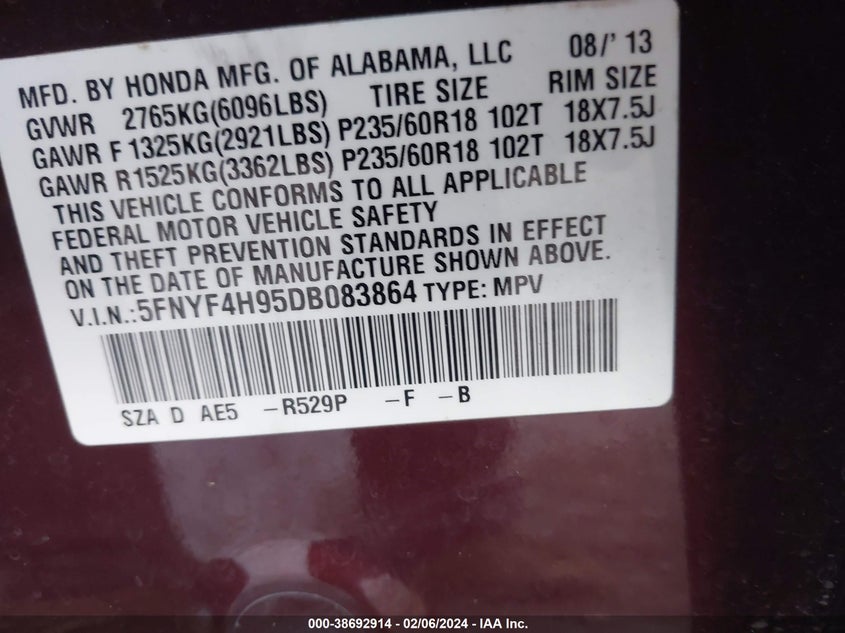 MFD. BY HONDA MFG. OF ALABAMA, LLC 08/'13
GVWR 2765KG(6096LBS) TIRE SIZE RIM SIZE
GAWR F 1325KG(2921LBS) P235/60R18 102T 18X7.5J
GAWR R1525KG(3362LBS) P235/60R18 102T 18X7.5J
THIS VEHICLE CONFORMS TO ALL APPLICABLE
FEDERAL MOTOR VEHICLE SAFETY
AND THEFT PREVENTION STANDARDS IN EFFECT
ON THE DATE OF MANUFACTURE SHOWN ABOVE.
V.I.N.:5FNYF4H95DB083864 TYPE: MPV
SZA D AE5 -R529P -F -B
000-38692914 - 02/06/2024 - IAA Inc.